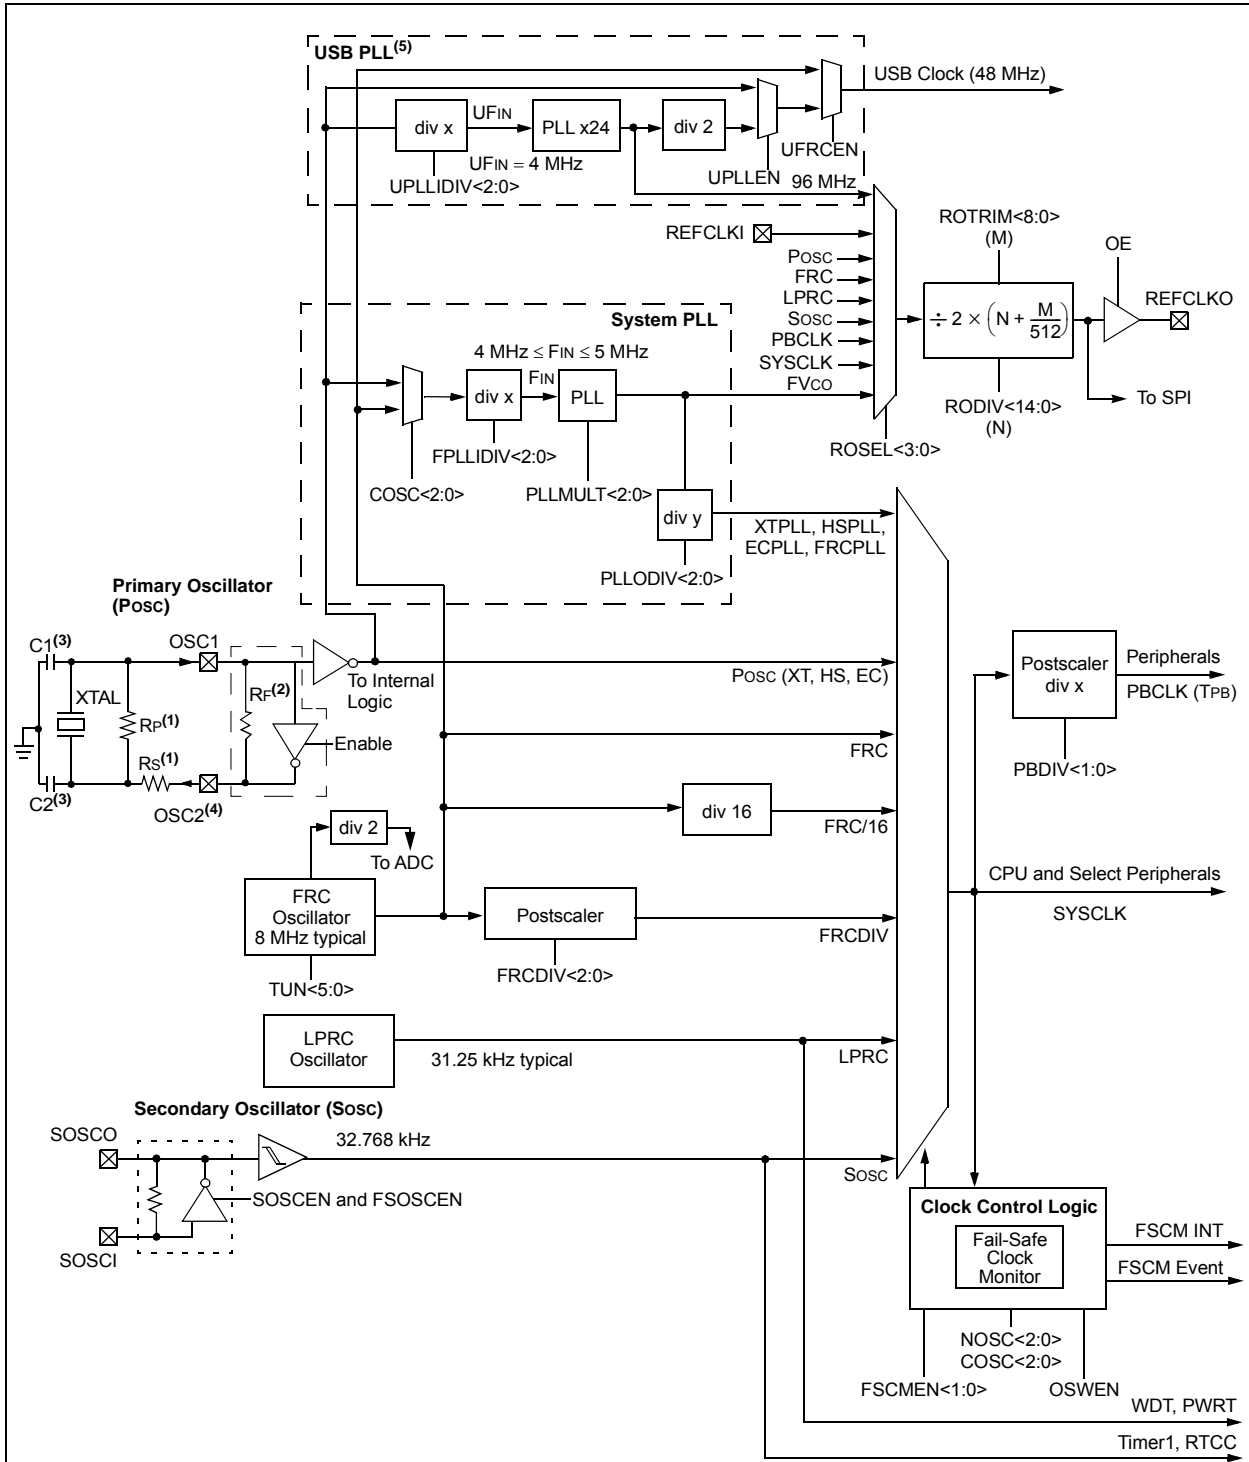 USB PLL(5)
USB Clock (48 MHz)
UFIN
div x
PLL x24
div 2
UFIN = 4 MHz
UFRCEN
UPLLIDIV<2:0>
UPLLEN
96 MHz
REFCLKI
ROTRIM<8:0>
(M)
OE
POSC
FRC
LPRC
SOSC
PBCLK
SYSCLK
FVCO
÷ 2 × (N + M/512)
REFCLKO
To SPI
RODIV<14:0>
(N)
ROSEL<3:0>
System PLL
4 MHz ≤ FIN ≤ 5 MHz
FIN
div x
PLL
FPLLIDIV<2:0>
COSC<2:0>
PLLMULT<2:0>
div y
XTPLL, HSPLL,
ECPLL, FRCPLL
PLLODIV<2:0>
Primary Oscillator
(POSC)
C1(3)
OSC1
XTAL
RP(1)
RF(2)
To Internal
Logic
POSC (XT, HS, EC)
Postscaler
div x
Peripherals
PBCLK (TPB)
Enable
RS(1)
C2(3)
OSC2(4)
FRC
PBDIV<1:0>
div 16
FRC/16
div 2
To ADC
FRC
Oscillator
8 MHz typical
Postscaler
FRCDIV
CPU and Select Peripherals
SYSCLK
TUN<5:0>
FRCDIV<2:0>
LPRC
Oscillator
31.25 kHz typical
LPRC
Secondary Oscillator (SOSC)
SOSCO
32.768 kHz
SOSC
SOSCEN and FSOSCEN
SOSCI
Clock Control Logic
Fail-Safe
Clock
Monitor
FSCM INT
FSCM Event
NOSC<2:0>
COSC<2:0>
FSCMEN<1:0>
OSWEN
WDT, PWRT
Timer1, RTCC